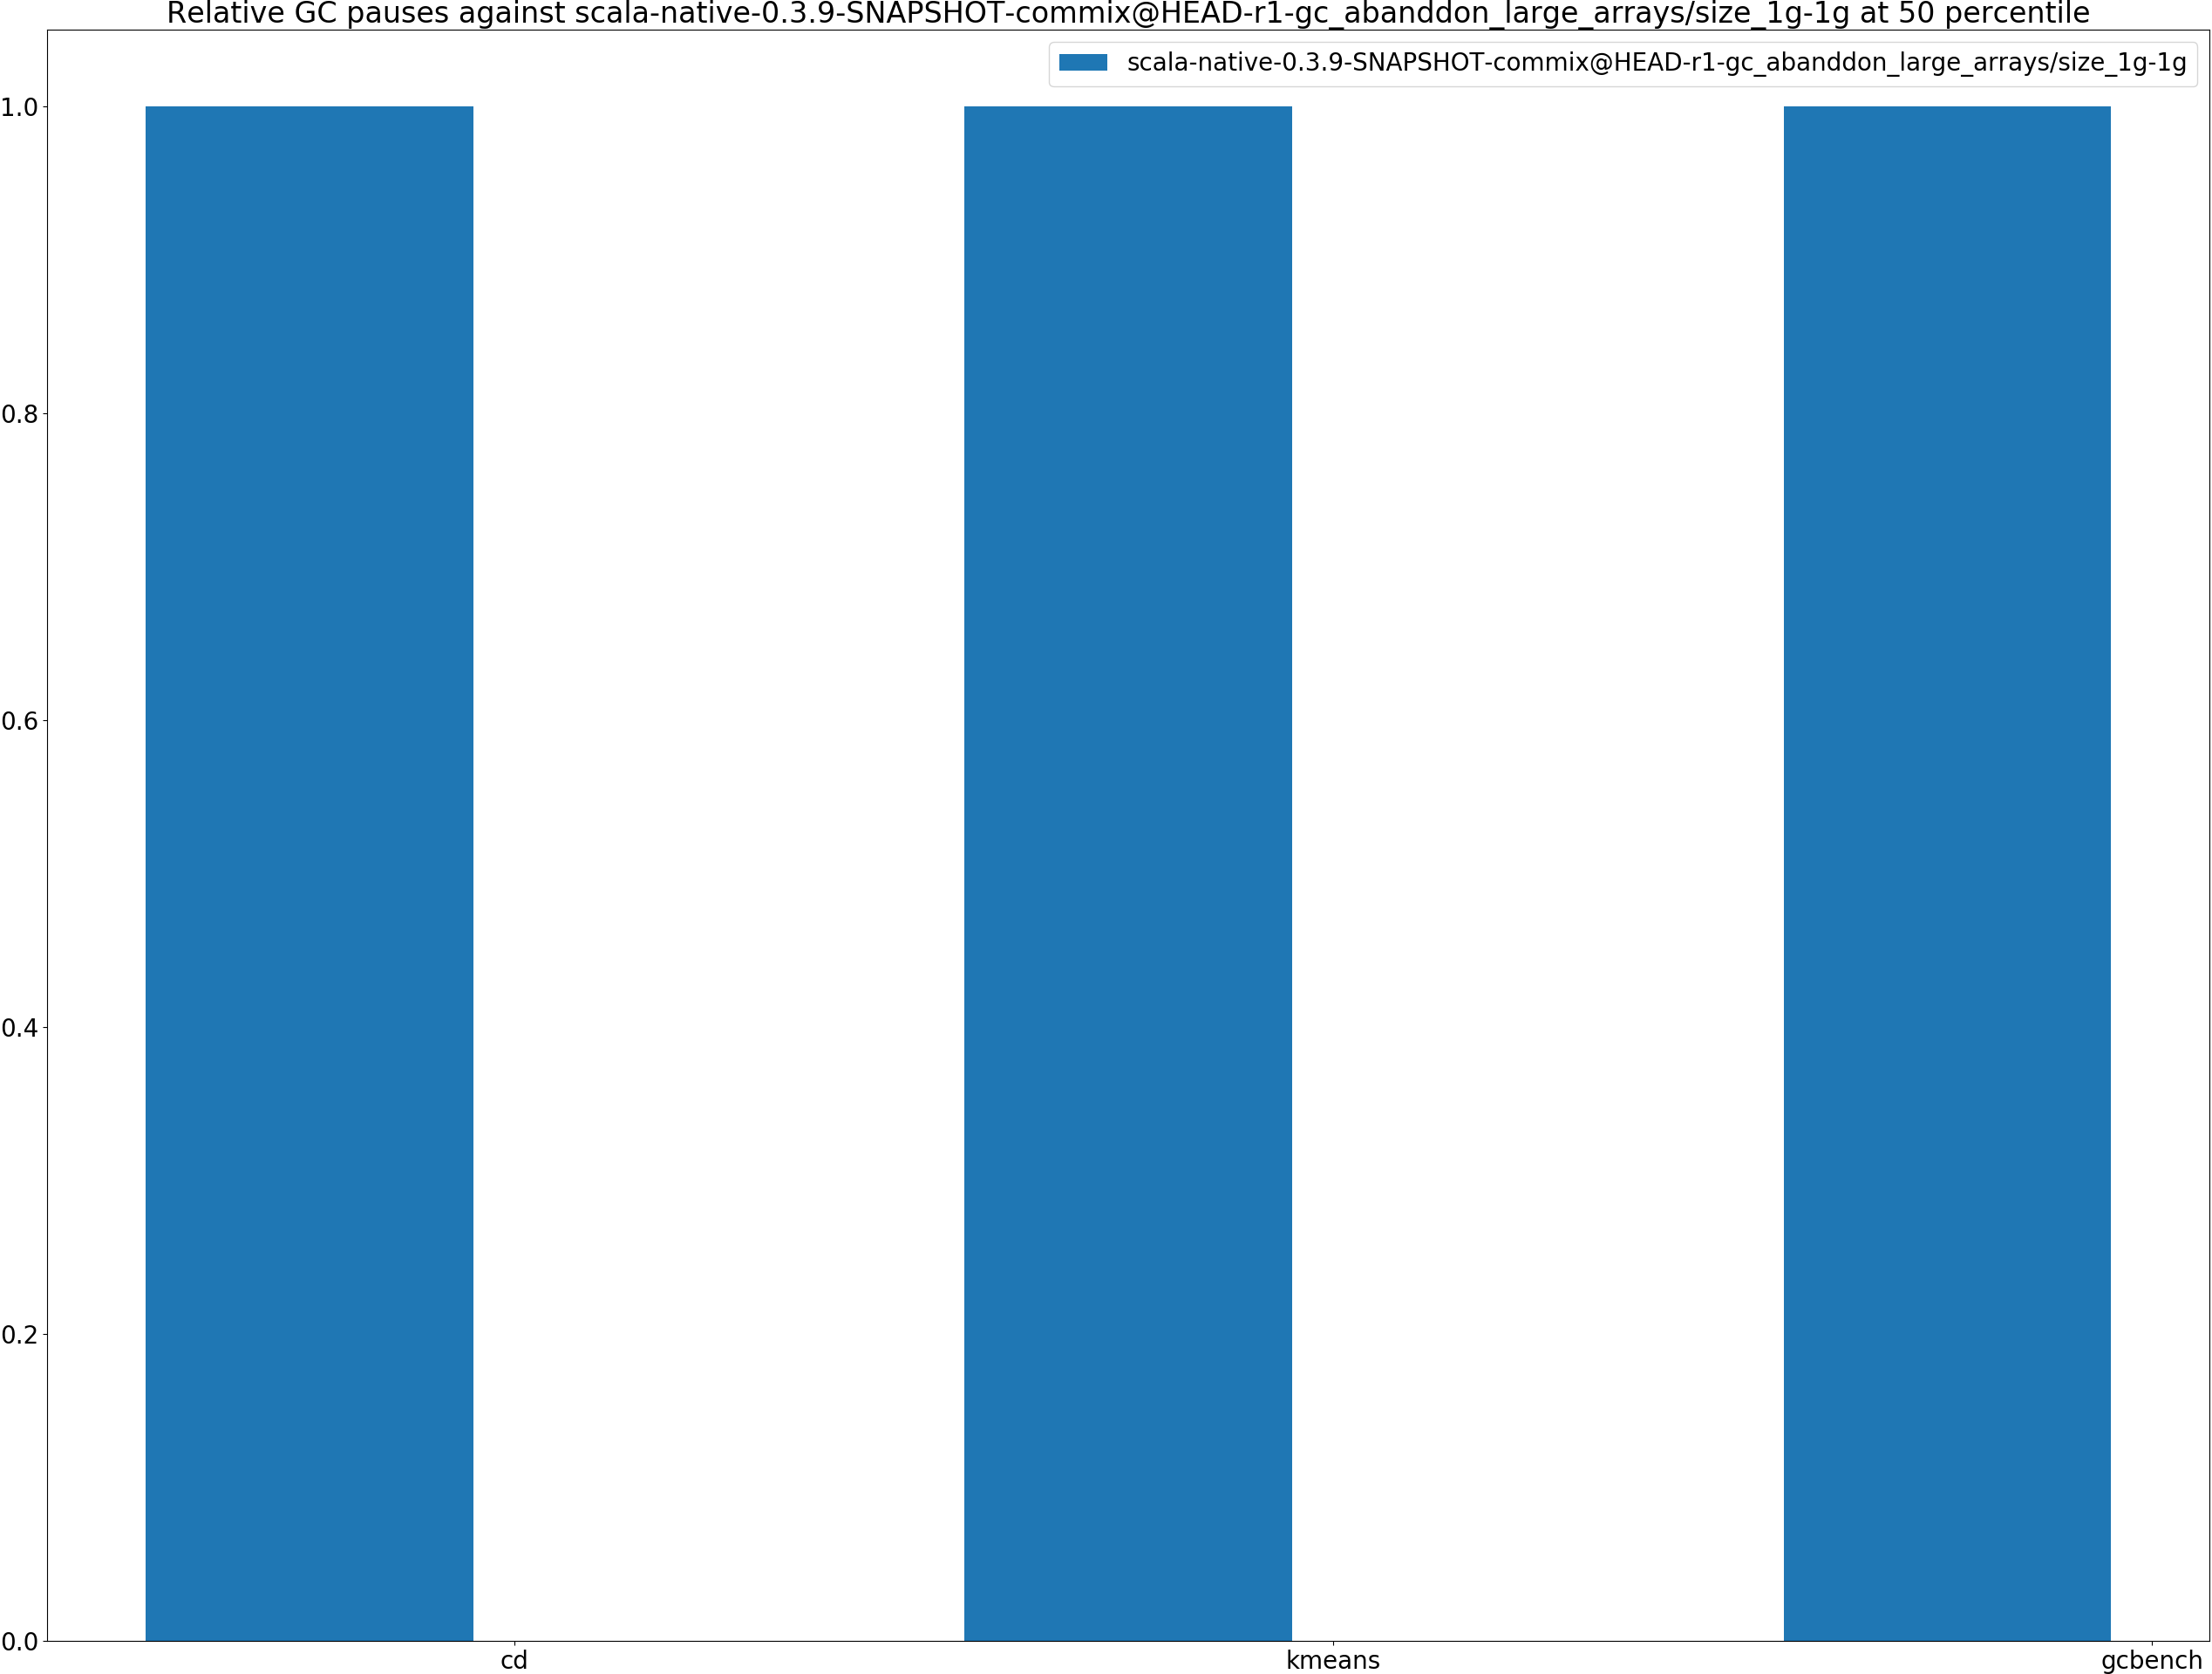 Relative GC pauses against scala-native-0.3.9-SNAPSHOT-commix@HEAD-r1-gc_abanddon_large_arrays/size_1g-1g at 50 percentile
scala-native-0.3.9-SNAPSHOT-commix@HEAD-r1-gc_abanddon_large_arrays/size_1g-1g
1.0
0.8
0.6
0.4
0.2
0.0
cd kmeans gcbench